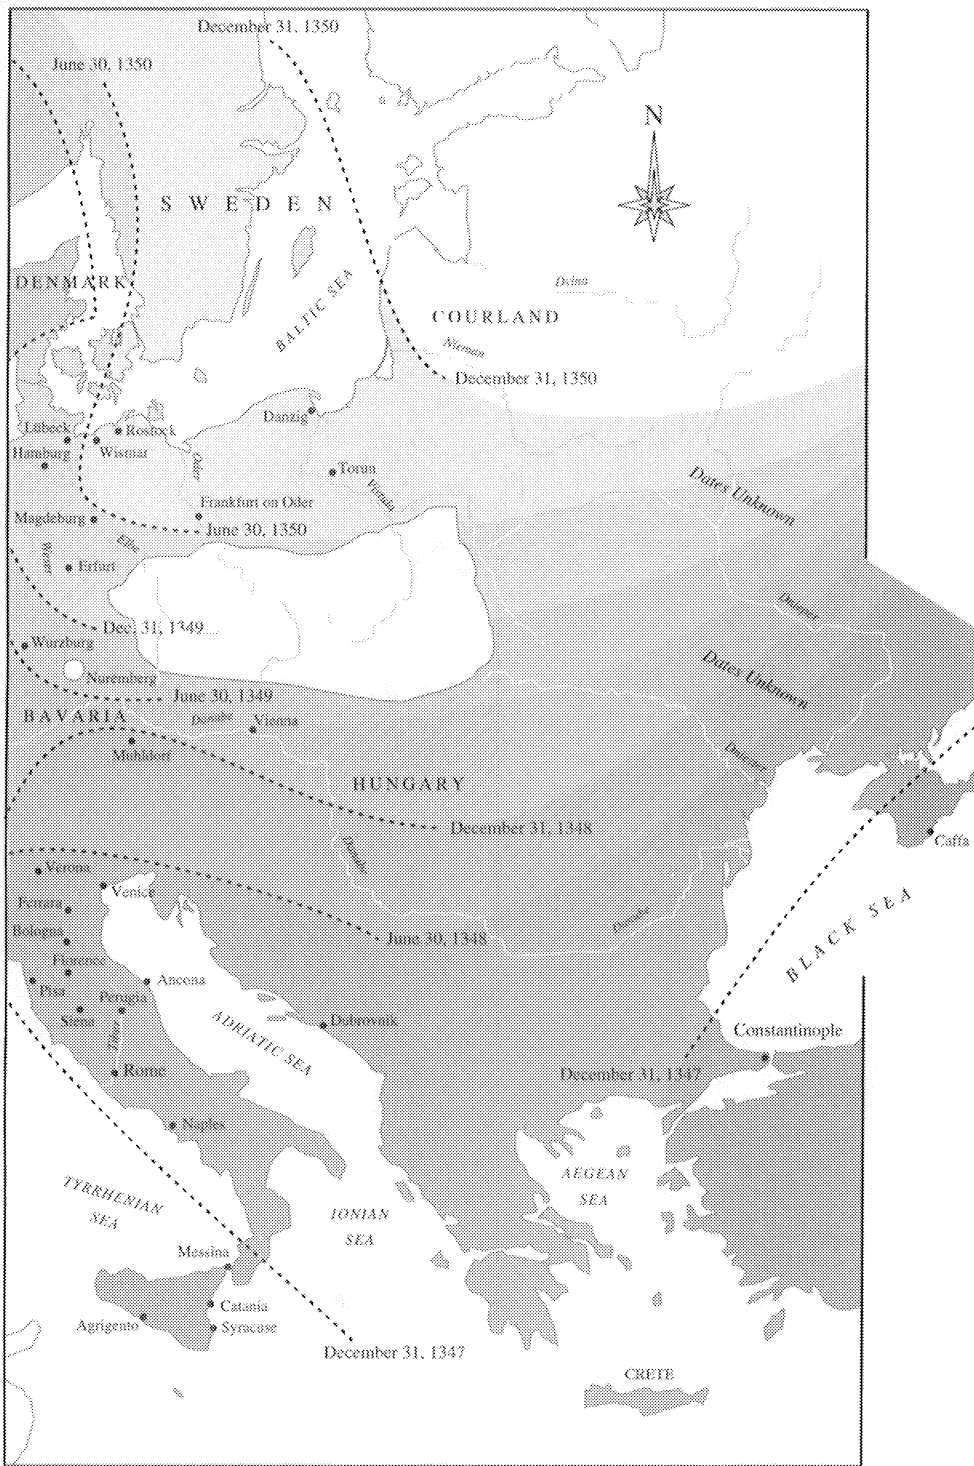 December 31, 1350
June 30, 1350
N
SWEDEN
DENMARK
BALTIC SEA
Dvina
COURLAND
Nieman
December 31, 1350
Danzig
Lübeck
Rostock
Hamburg
Wismar
Oder
Torun
Vistula
Dates Unknown
Frankfurt on Oder
Magdeburg
June 30, 1350
Elbe
Weser
Erfurt
Dnieper
Dec. 31, 1349
Wurzburg
Nuremberg
Dates Unknown
June 30, 1349
BAVARIA
Danube
Vienna
Muhldorf
Dniester
HUNGARY
December 31, 1348
Caffa
Danube
Verona
Venice
Ferrara
Bologna
Danube
June 30, 1348
BLACK SEA
Florence
Pisa
Ancona
Perugia
Siena
Tiber
ADRIATIC SEA
Dubrovnik
Constantinople
Rome
December 31, 1347
Naples
AEGEAN
SEA
TYRRHENIAN
SEA
IONIAN
SEA
Messina
Catania
Agrigento
Syracuse
December 31, 1347
CRETE